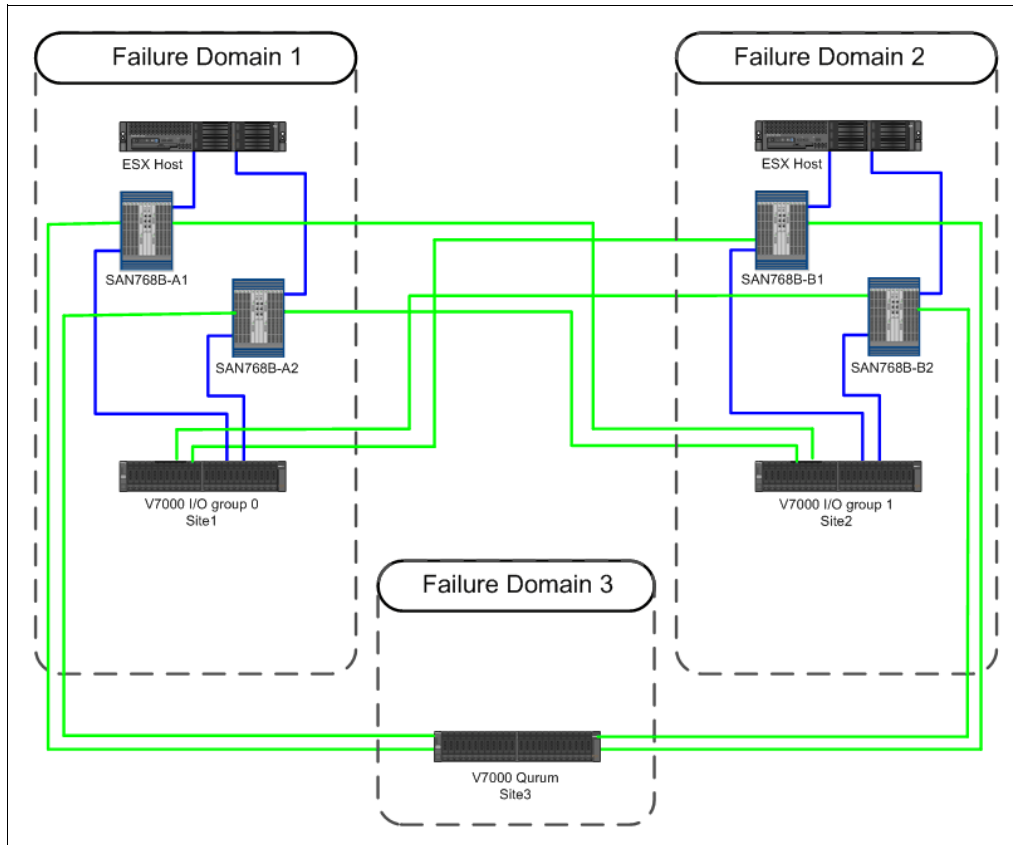 Failure Domain 1
Failure Domain 2
ESX Host
ESX Host
SAN768B-A1
SAN768B-B1
SAN768B-A2
SAN768B-B2
V7000 I/O group 0
Site1
V7000 I/O group 1
Site2
Failure Domain 3
V7000 Qurum
Site3